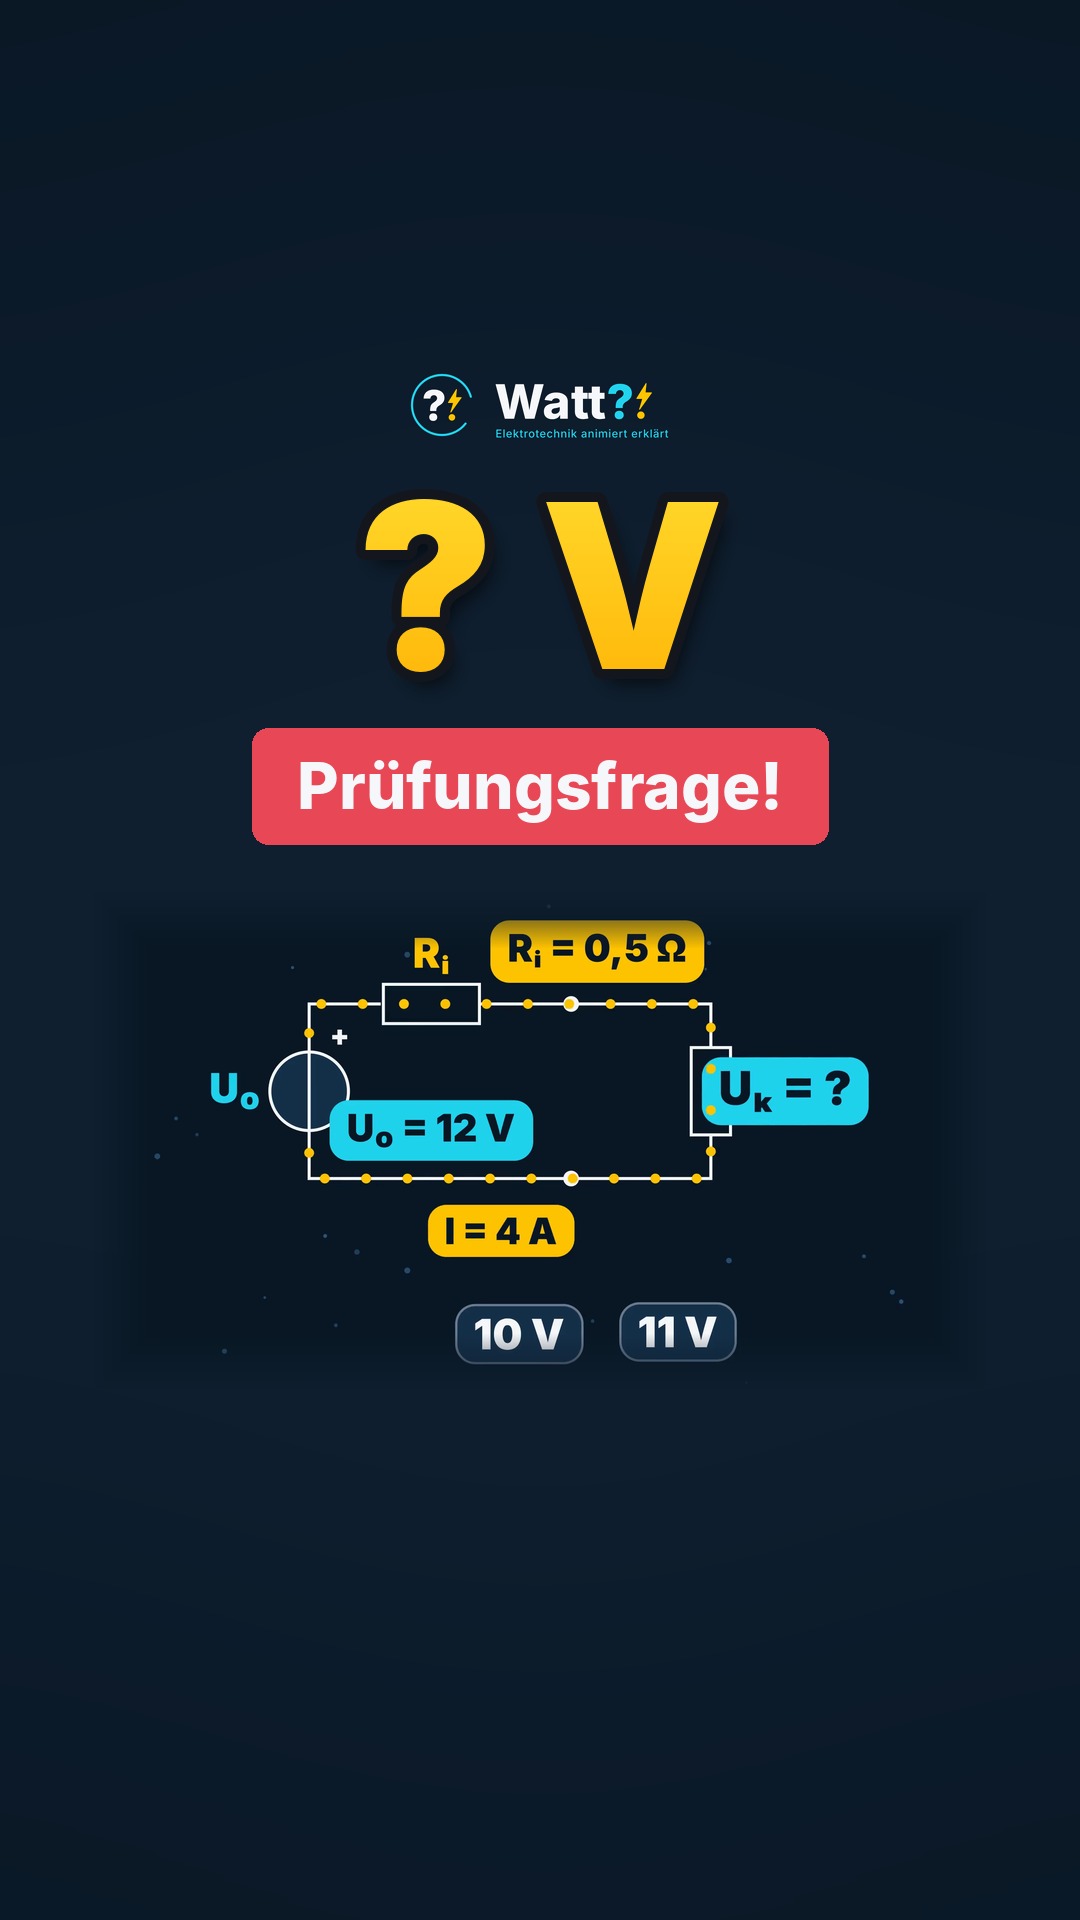 ?
Watt?
Elektrotechnik animiert erklärt
? V
Prüfungsfrage!
Rᵢ
Rᵢ = 0,5 Ω
+
U₀
U₀ = 12 V
Uₖ = ?
I = 4 A
10 V
11 V